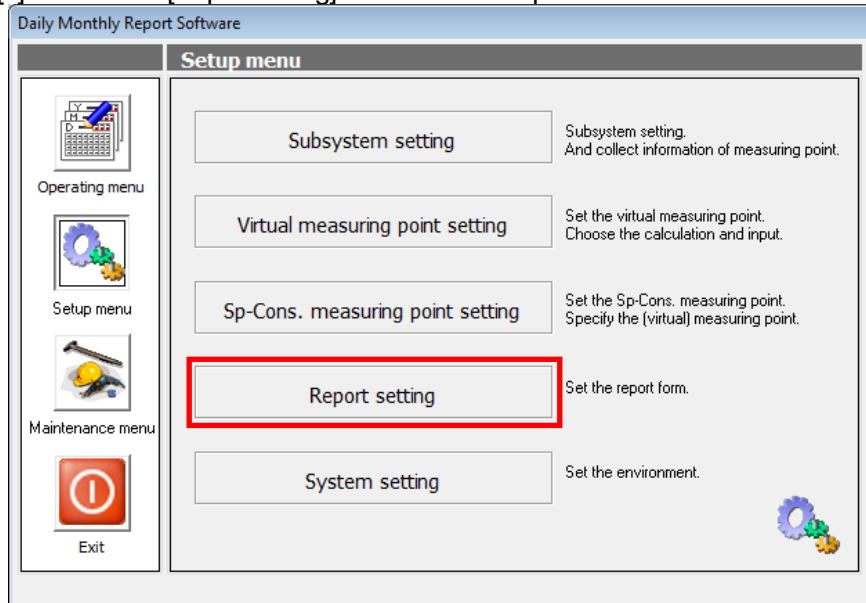 Daily Monthly Report Software
Setup menu
Subsystem setting
Subsystem setting.
And collect information of measuring point.
Operating menu
Virtual measuring point setting
Set the virtual measuring point.
Choose the calculation and input.
Setup menu
Sp-Cons. measuring point setting
Set the Sp-Cons. measuring point.
Specify the (virtual) measuring point.
Report setting
Set the report form.
Maintenance menu
System setting
Set the environment.
Exit